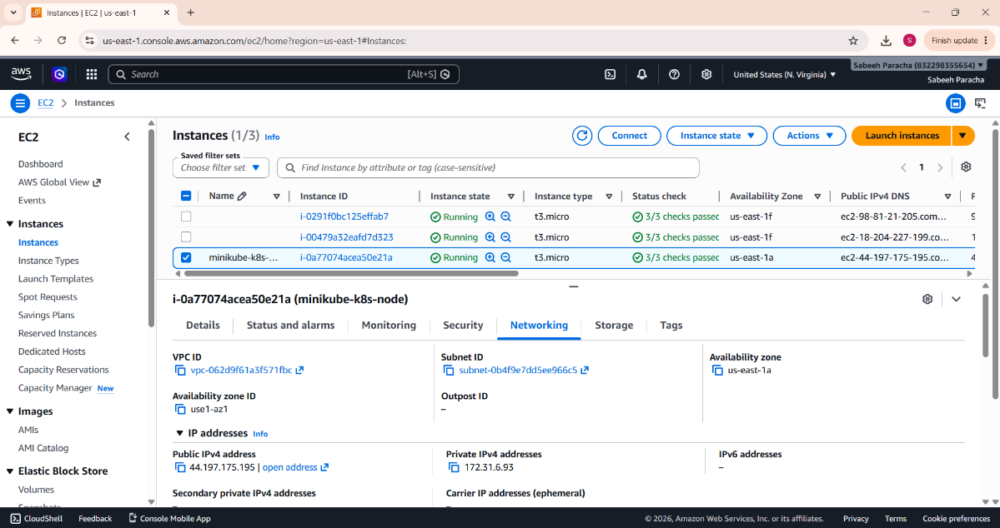 Instances | EC2 | us-east-1
us-east-1.console.aws.amazon.com/ec2/home?region=us-east-1#Instances:
S
Finish update
aws
Search
[Alt+S]
United States (N. Virginia)
Sabeeh Paracha (832298355654)
Sabeeh Paracha
EC2
Instances
EC2
Dashboard
AWS Global View
Events
Instances
Instances
Instance Types
Launch Templates
Spot Requests
Savings Plans
Reserved Instances
Dedicated Hosts
Capacity Reservations
Capacity Manager New
Images
AMIs
AMI Catalog
Elastic Block Store
Volumes
Snapshots
Instances (1/3) Info
Connect
Instance state
Actions
Launch instances
Saved filter sets
Choose filter set
Find Instance by attribute or tag (case-sensitive)
1
Name Instance ID Instance state Instance type Status check Availability Zone Public IPv4 DNS
i-0291f0bc125effab7 Running t3.micro 3/3 checks passed us-east-1f ec2-98-81-21-205.com... 9
i-00479a32eafd7d323 Running t3.micro 3/3 checks passed us-east-1f ec2-18-204-227-199.co... 1
minikube-k8s-... i-0a77074acea50e21a Running t3.micro 3/3 checks passed us-east-1a ec2-44-197-175-195.co... 4
i-0a77074acea50e21a (minikube-k8s-node)
Details Status and alarms Monitoring Security Networking Storage Tags
VPC ID
vpc-062d9f61a3f571fbc
Subnet ID
subnet-0b4f9e7dd5ee966c5
Availability zone
us-east-1a
Availability zone ID
use1-az1
Outpost ID
–
IP addresses Info
Public IPv4 address
44.197.175.195 | open address
Private IPv4 addresses
172.31.6.93
IPv6 addresses
–
Secondary private IPv4 addresses
–
Carrier IP addresses (ephemeral)
–
CloudShell Feedback Console Mobile App
© 2026, Amazon Web Services, Inc. or its affiliates. Privacy Terms Cookie preferences